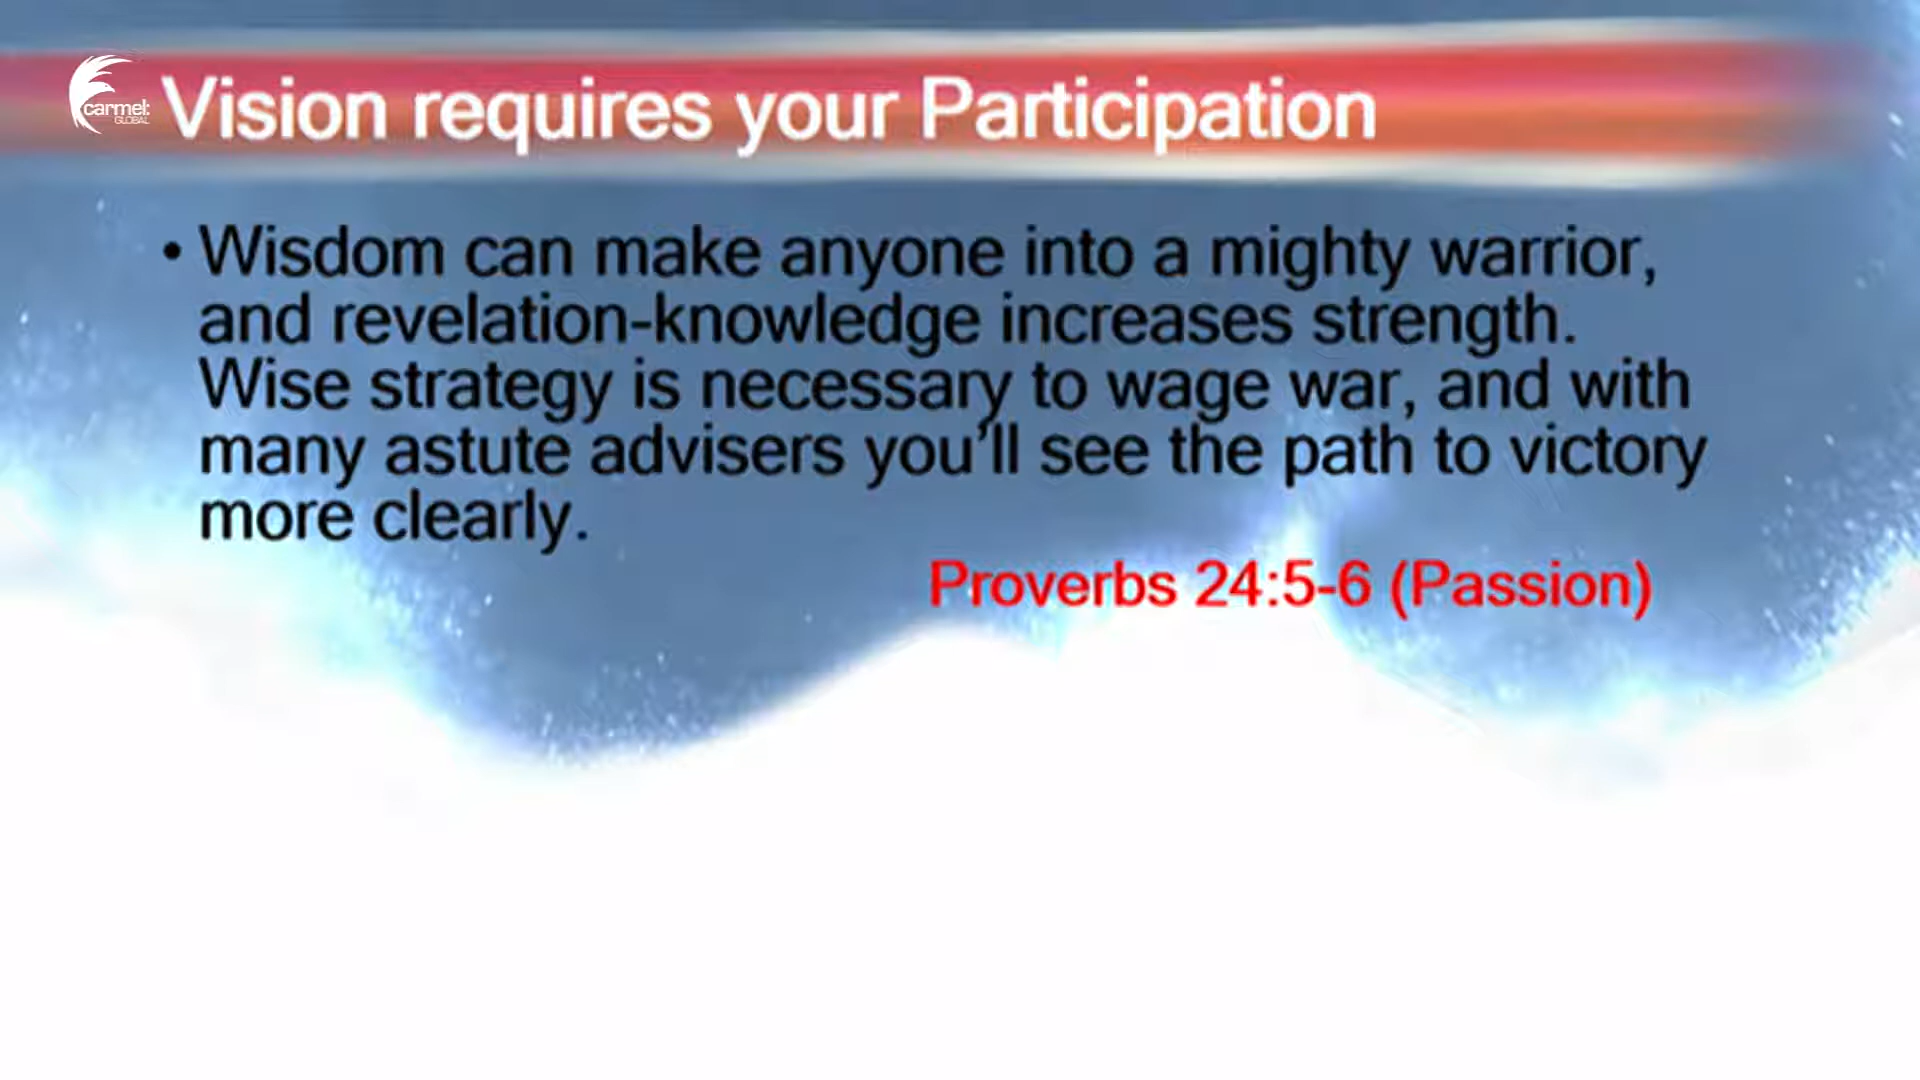 carmel:
GLOBAL
Vision requires your Participation
• Wisdom can make anyone into a mighty warrior,
and revelation-knowledge increases strength.
Wise strategy is necessary to wage war, and with
many astute advisers you’ll see the path to victory
more clearly.
Proverbs 24:5-6 (Passion)